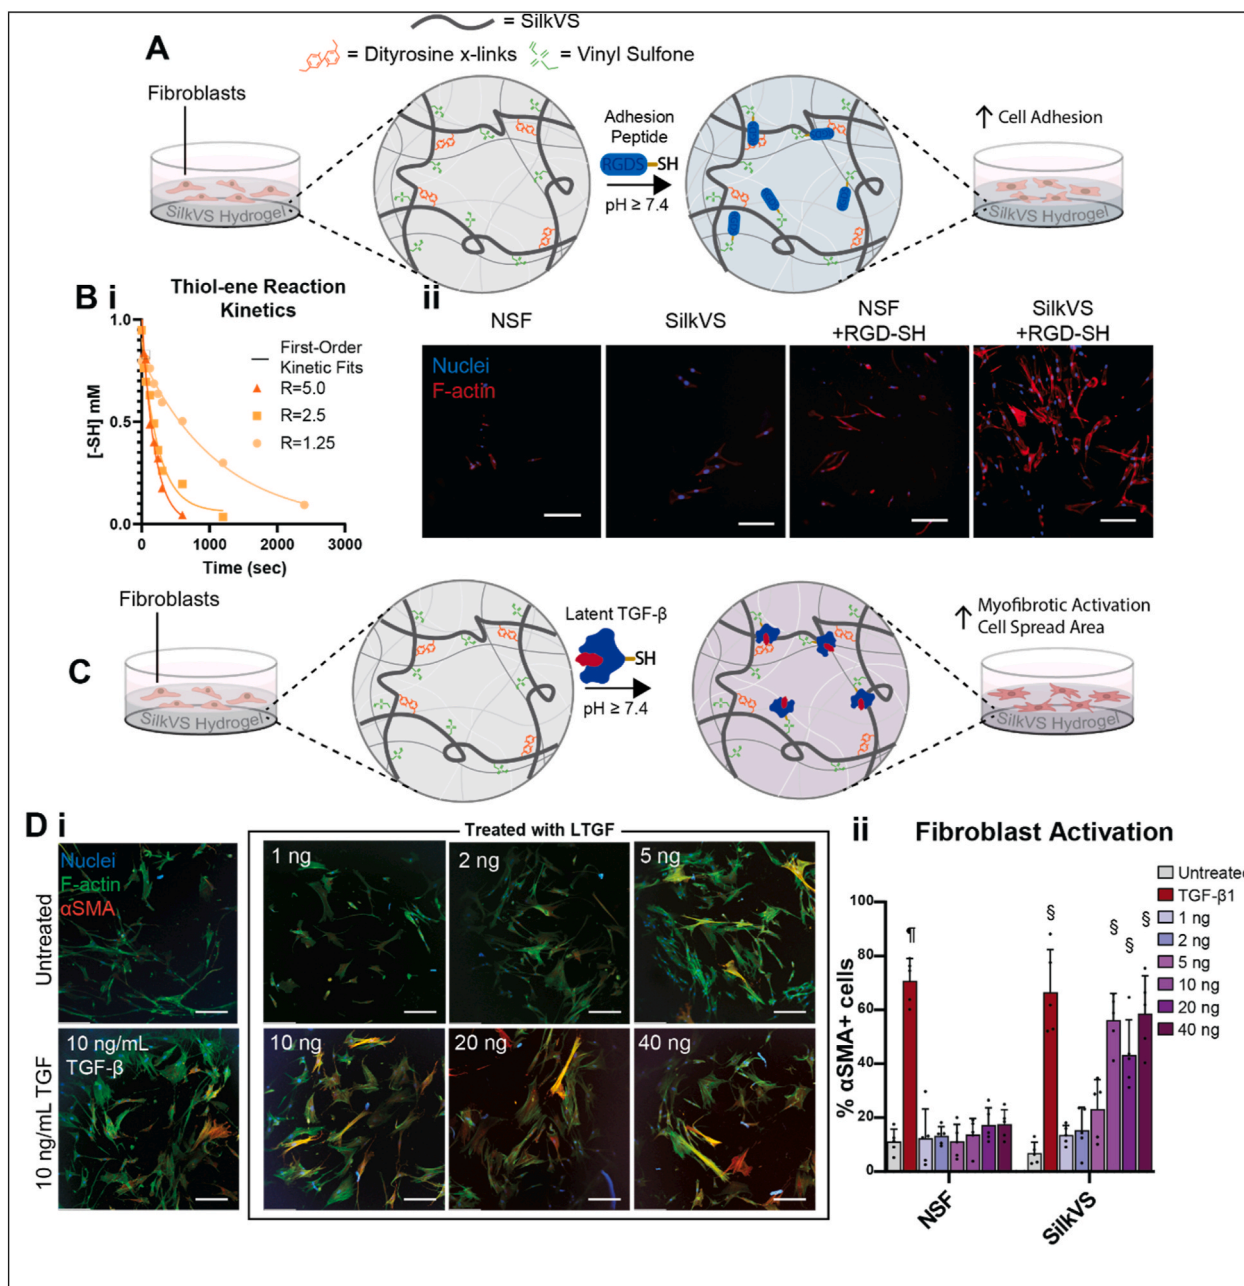 A
= SilkVS
= Dityrosine x-links
= Vinyl Sulfone
Fibroblasts
SilkVS Hydrogel
Adhesion
Peptide
RGDS
-SH
pH ≥ 7.4
↑ Cell Adhesion
SilkVS Hydrogel
B i
Thiol-ene Reaction
Kinetics
First-Order
Kinetic Fits
R=5.0
R=2.5
R=1.25
[-SH] mM
1.0
0.5
0.0
0
1000
2000
3000
Time (sec)
ii
NSF
SilkVS
NSF
+RGD-SH
SilkVS
+RGD-SH
Nuclei
F-actin
C
Fibroblasts
SilkVS Hydrogel
Latent TGF-β
-SH
pH ≥ 7.4
↑ Myofibrotic Activation
Cell Spread Area
SilkVS Hydrogel
D i
Treated with LTGF
Untreated
Nuclei
F-actin
αSMA
1 ng
2 ng
5 ng
10 ng/mL TGF
10 ng/mL
TGF-β
10 ng
20 ng
40 ng
ii
Fibroblast Activation
% αSMA+ cells
100
80
60
40
20
0
¶
§
§
§
§
NSF
SilkVS
Untreated
TGF-β1
1 ng
2 ng
5 ng
10 ng
20 ng
40 ng